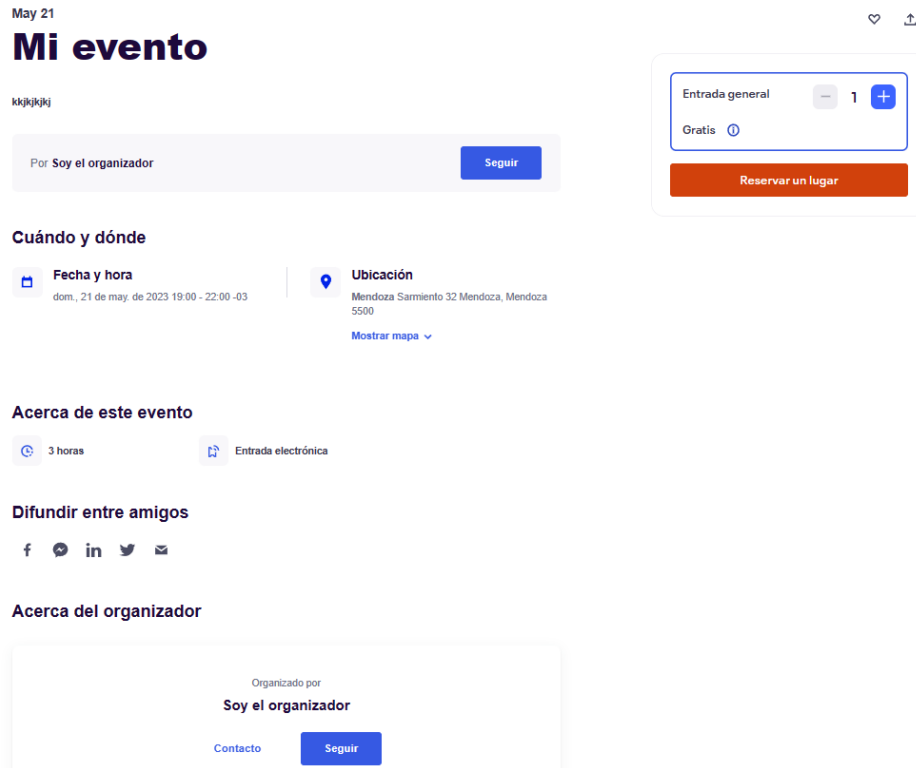 May 21
Mi evento
kkjkjkjkj
Por Soy el organizador
Seguir
Entrada general
1
Gratis
Reservar un lugar
Cuándo y dónde
Fecha y hora
dom., 21 de may. de 2023 19:00 - 22:00 -03
Ubicación
Mendoza Sarmiento 32 Mendoza, Mendoza
5500
Mostrar mapa
Acerca de este evento
3 horas
Entrada electrónica
Difundir entre amigos
Acerca del organizador
Organizado por
Soy el organizador
Contacto
Seguir